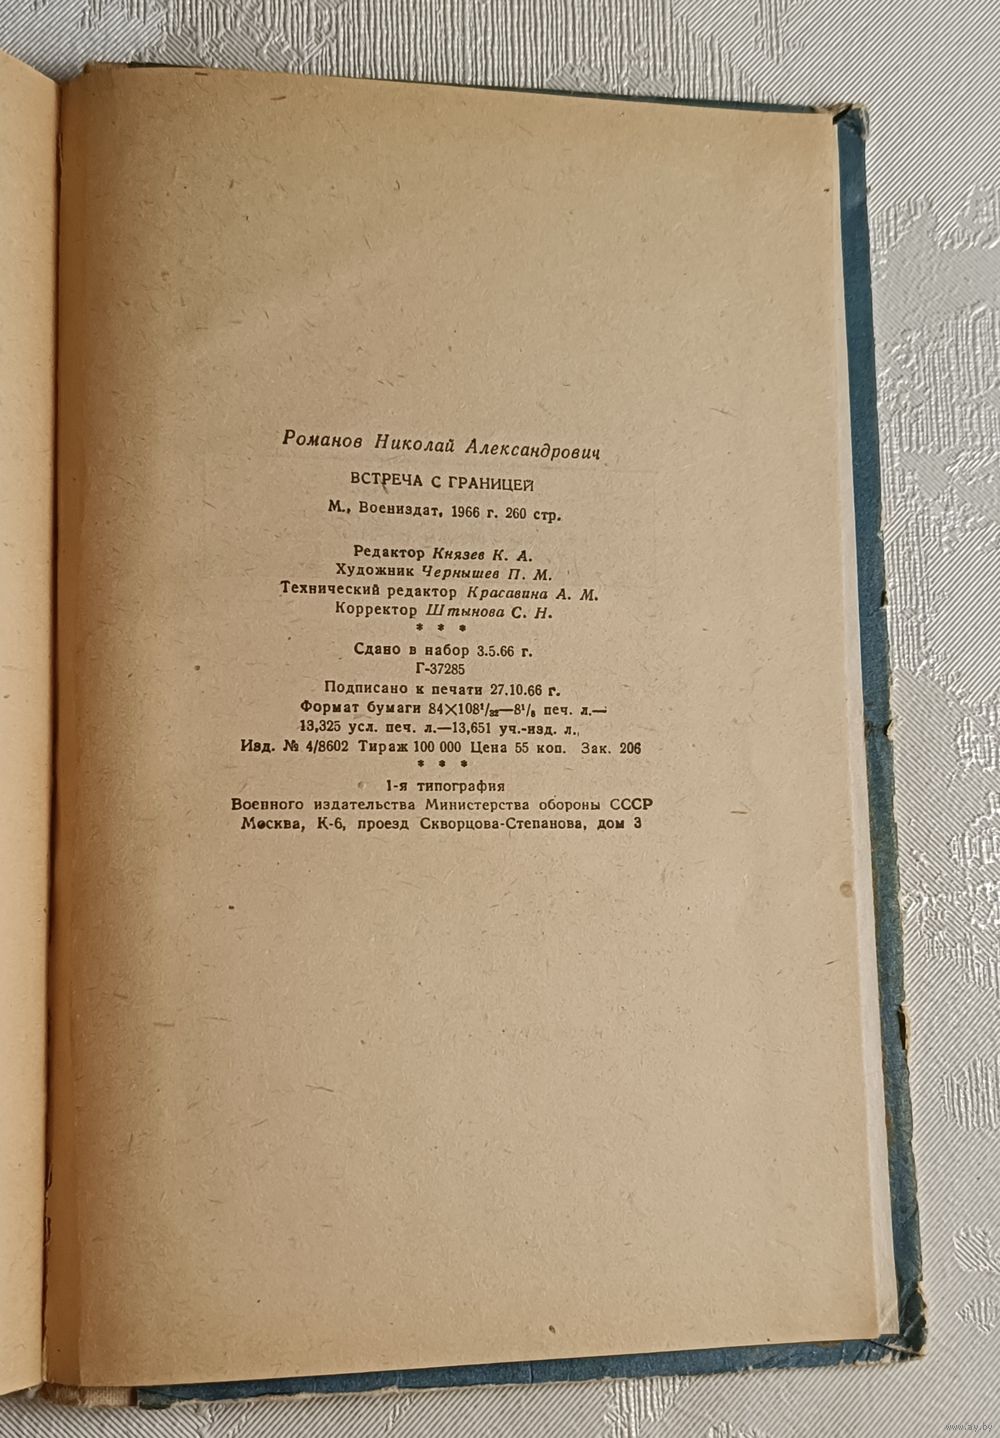 Романов Николай Александрович
ВСТРЕЧА С ГРАНИЦЕЙ
М., Воениздат, 1966 г. 260 стр.
Редактор Князев К. А.
Художник Чернышев П. М.
Технический редактор Красавина А. М.
Корректор Штынова С. Н.
* * *
Сдано в набор 3.5.66 г.
Г-37285
Подписано к печати 27.10.66 г.
Формат бумаги 84×108¹/₃₂—8¹/₈ печ. л.—
13,325 усл. печ. л.—13,651 уч.-изд. л.,
Изд. № 4/8602 Тираж 100 000 Цена 55 коп. Зак. 206
* * *
1-я типография
Военного издательства Министерства обороны СССР
Москва, К-6, проезд Скворцова-Степанова, дом 3
www.ay.by